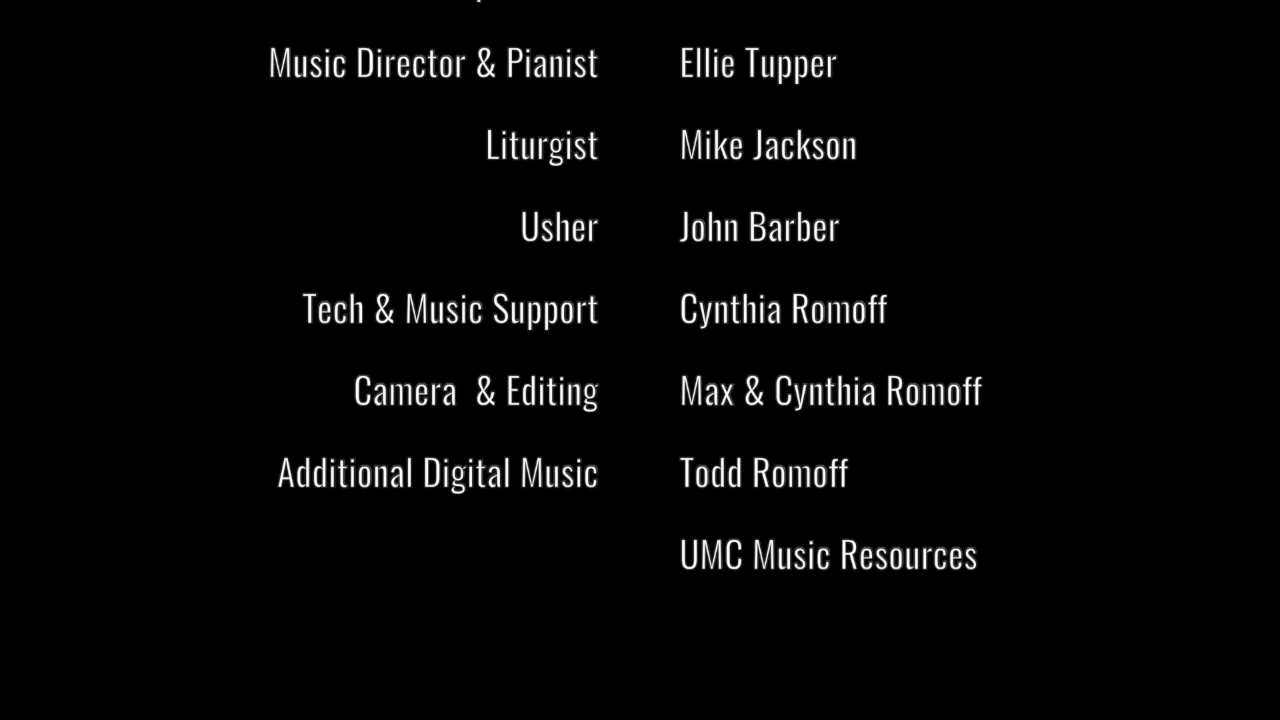 Music Director & Pianist Ellie Tupper
Liturgist Mike Jackson
Usher John Barber
Tech & Music Support Cynthia Romoff
Camera & Editing Max & Cynthia Romoff
Additional Digital Music Todd Romoff
UMC Music Resources